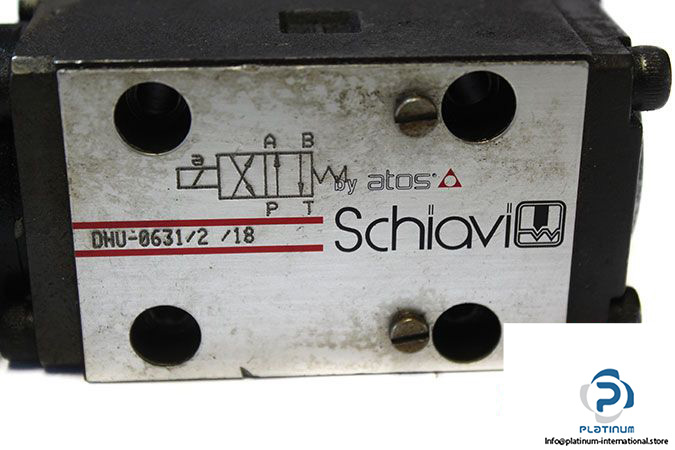 a A B
by atos®
P T
DHU-0631/2 /18
Schiavi
P
PLATINUM
Info@platinum-international.store